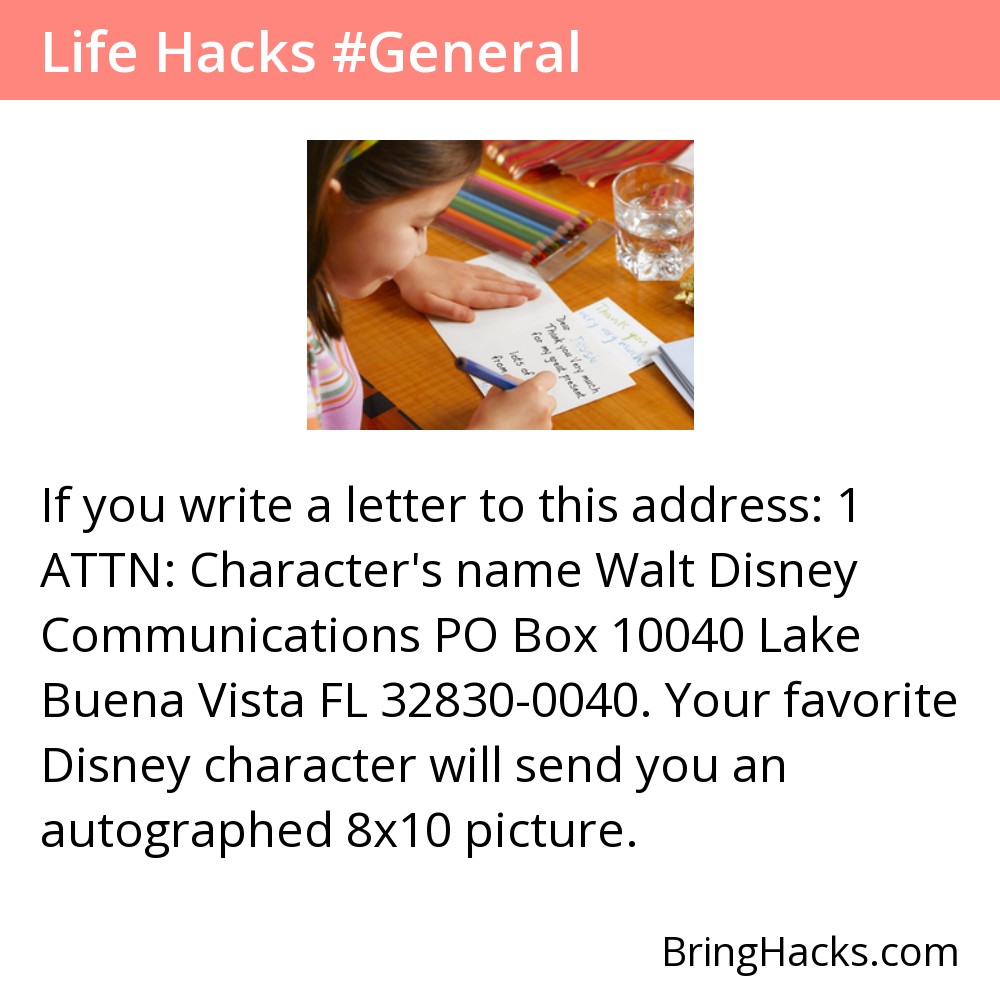 Life Hacks #General
Thank you
very very much
Dear Jessie
Thank you Very much
for my great present
lots of
from
If you write a letter to this address: 1
ATTN: Character's name Walt Disney
Communications PO Box 10040 Lake
Buena Vista FL 32830-0040. Your favorite
Disney character will send you an
autographed 8x10 picture.
BringHacks.com